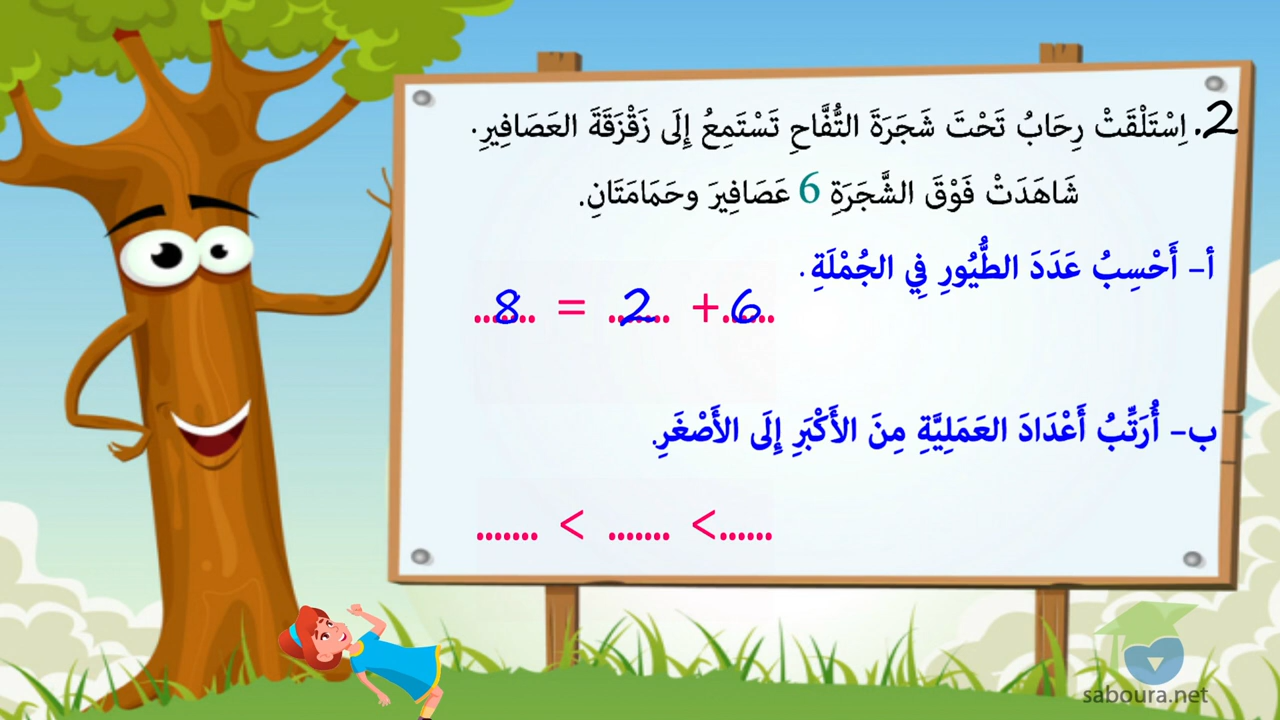 2. اِسْتَلْقَتْ رِحَابُ تَحْتَ شَجَرَةَ التُّفَّاحِ تَسْتَمِعُ إِلَى زَقْزَقَةَ العَصَافِيرِ.
شَاهَدَتْ فَوْقَ الشَّجَرَةِ 6 عَصَافِيرَ وحَمَامَتَانِ.
أ- أَحْسِبُ عَدَدَ الطُّيُورِ فِي الجُمْلَةِ.
6 + 2 = 8
ب- أُرَتِّبُ أَعْدَادَ العَمَلِيَّةِ مِنَ الأَكْبَرِ إِلَى الأَصْغَرِ.
....... < ....... <......
saboura.net